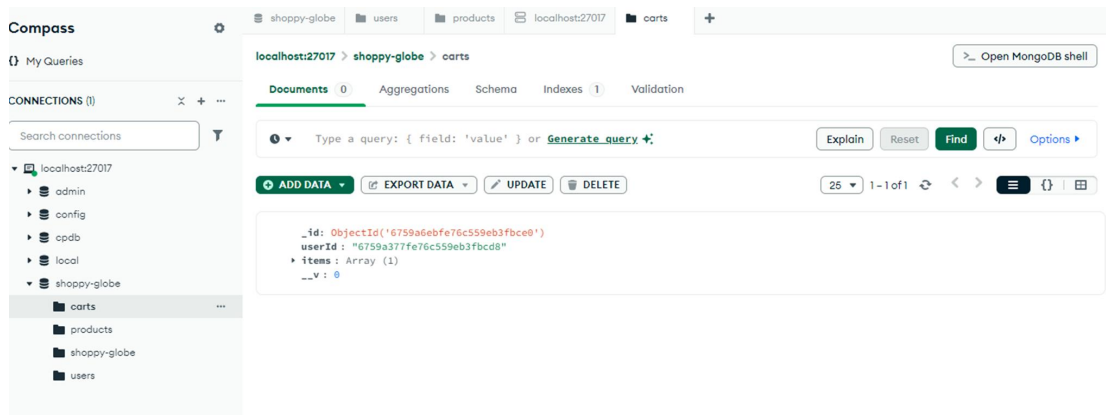 Compass
{} My Queries
CONNECTIONS (1)
Search connections
localhost:27017
admin
config
cpdb
local
shoppy-globe
carts
products
shoppy-globe
users
shoppy-globe users products localhost:27017 carts +
localhost:27017 > shoppy-globe > carts >_ Open MongoDB shell
Documents 0 Aggregations Schema Indexes 1 Validation
Type a query: { field: 'value' } or Generate query Explain Reset Find </> Options
ADD DATA EXPORT DATA UPDATE DELETE 25 1-1 of 1 {}
_id: ObjectId('6759a6ebfe76c559eb3fbce0')
userId : "6759a377fe76c559eb3fbcd8"
items : Array (1)
__v : 0